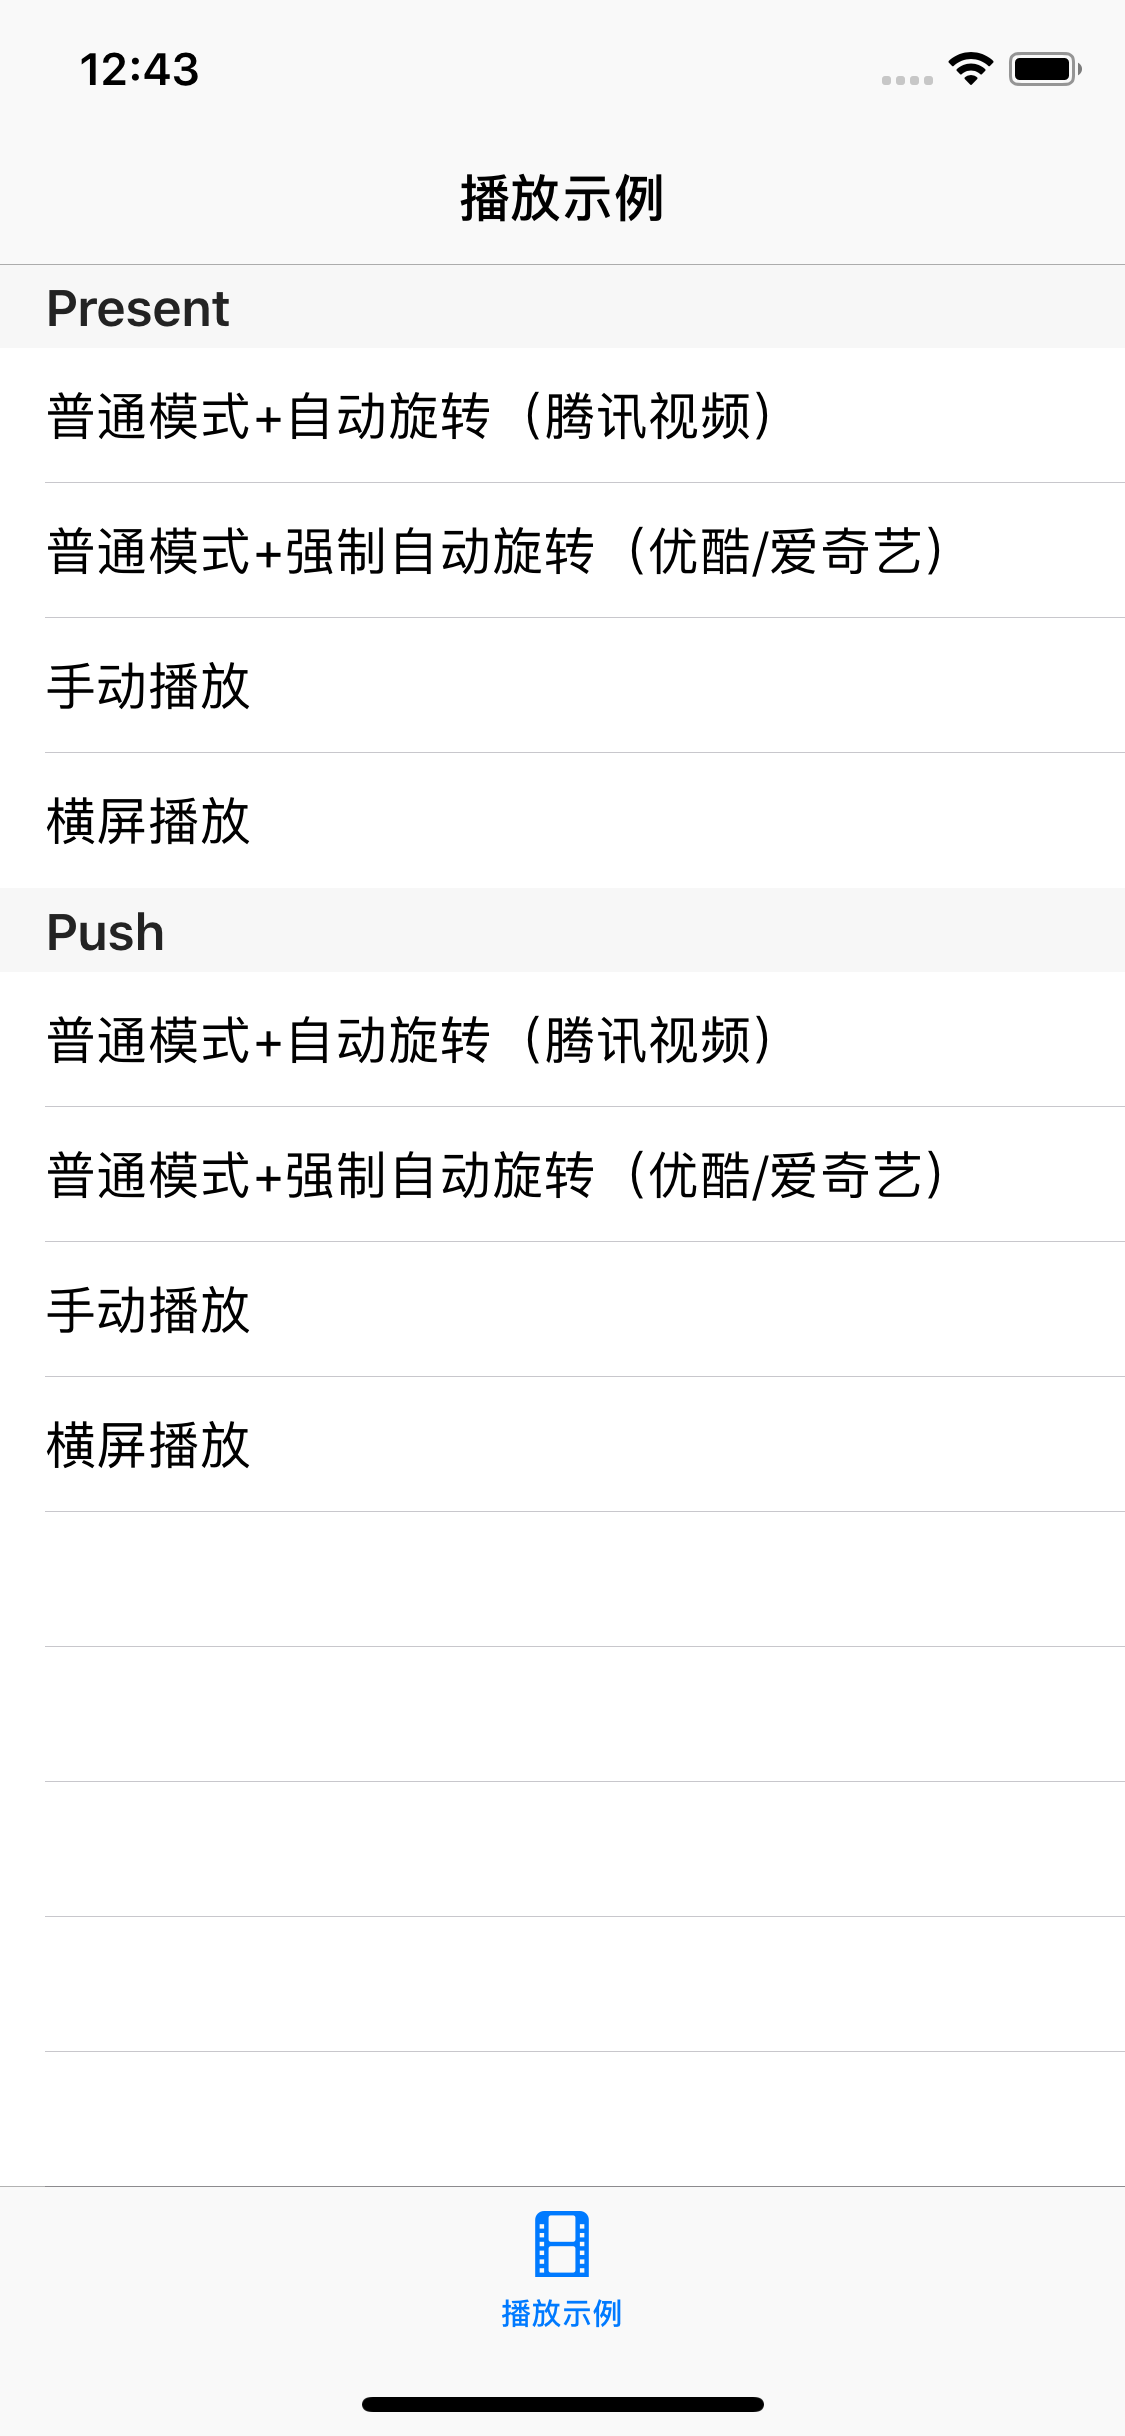 12:43
播放示例
Present
普通模式+自动旋转（腾讯视频）
普通模式+强制自动旋转（优酷/爱奇艺）
手动播放
横屏播放
Push
普通模式+自动旋转（腾讯视频）
普通模式+强制自动旋转（优酷/爱奇艺）
手动播放
横屏播放
播放示例